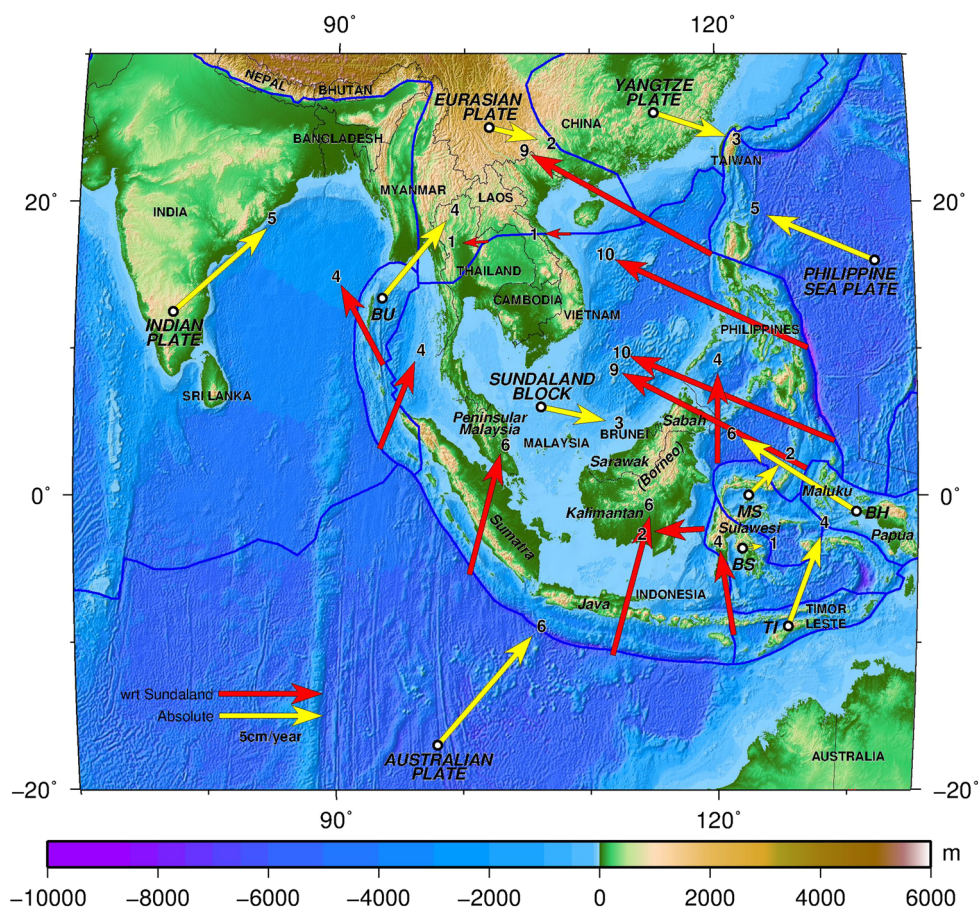 90°
120°
NEPAL
BHUTAN
EURASIAN
PLATE
YANGTZE
PLATE
CHINA
BANGLADESH
2
3
9
TAIWAN
MYANMAR
LAOS
20°
20°
INDIA
5
4
5
1
1
THAILAND
10
4
PHILIPPINE
SEA PLATE
BU
CAMBODIA
VIETNAM
INDIAN
PLATE
PHILIPPINES
4
10
4
9
SRI LANKA
SUNDALAND
BLOCK
Peninsular
Malaysia
3
MALAYSIA
BRUNEI
Sabah
6
6
2
Sarawak
(Borneo)
0°
0°
Maluku
MS
BH
Kalimantan
6
Sulawesi
4
Papua
Sumatra
2
4
1
BS
INDONESIA
Java
TIMOR
LESTE
TI
6
wrt Sundaland
Absolute
5cm/year
AUSTRALIAN
PLATE
AUSTRALIA
−20°
−20°
90°
120°
m
−10000
−8000
−6000
−4000
−2000
0
2000
4000
6000